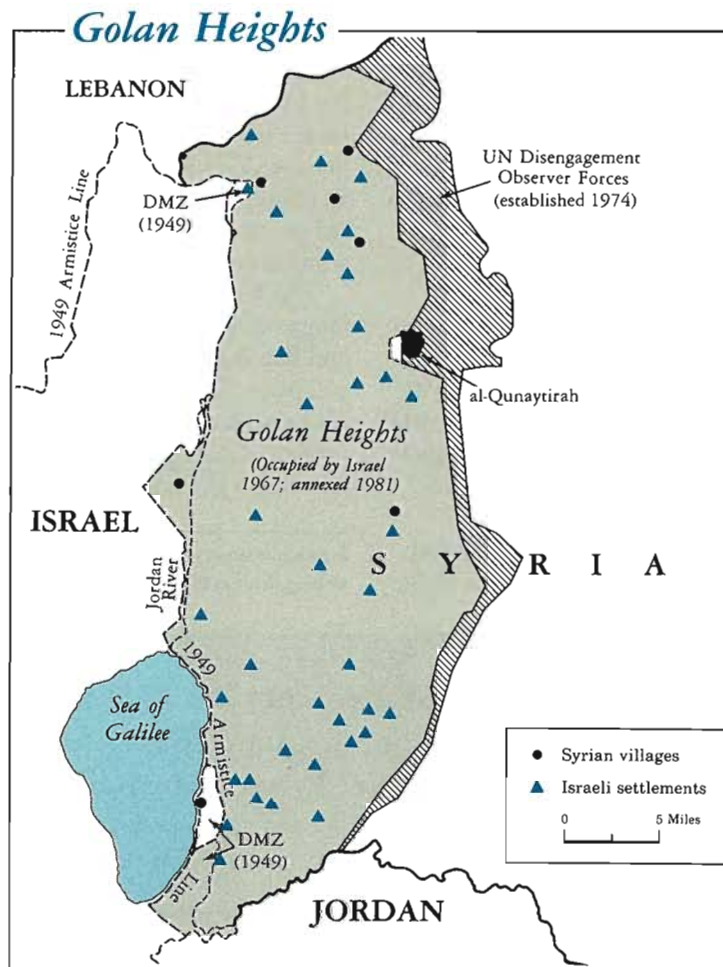 Golan Heights
LEBANON
UN Disengagement
Observer Forces
(established 1974)
DMZ
(1949)
1949 Armistice Line
al-Qunaytirah
Golan Heights
(Occupied by Israel
1967; annexed 1981)
ISRAEL
SYRIA
Jordan
River
1949
Armistice
Line
Sea of
Galilee
DMZ
(1949)
JORDAN
Syrian villages
Israeli settlements
0 5 Miles